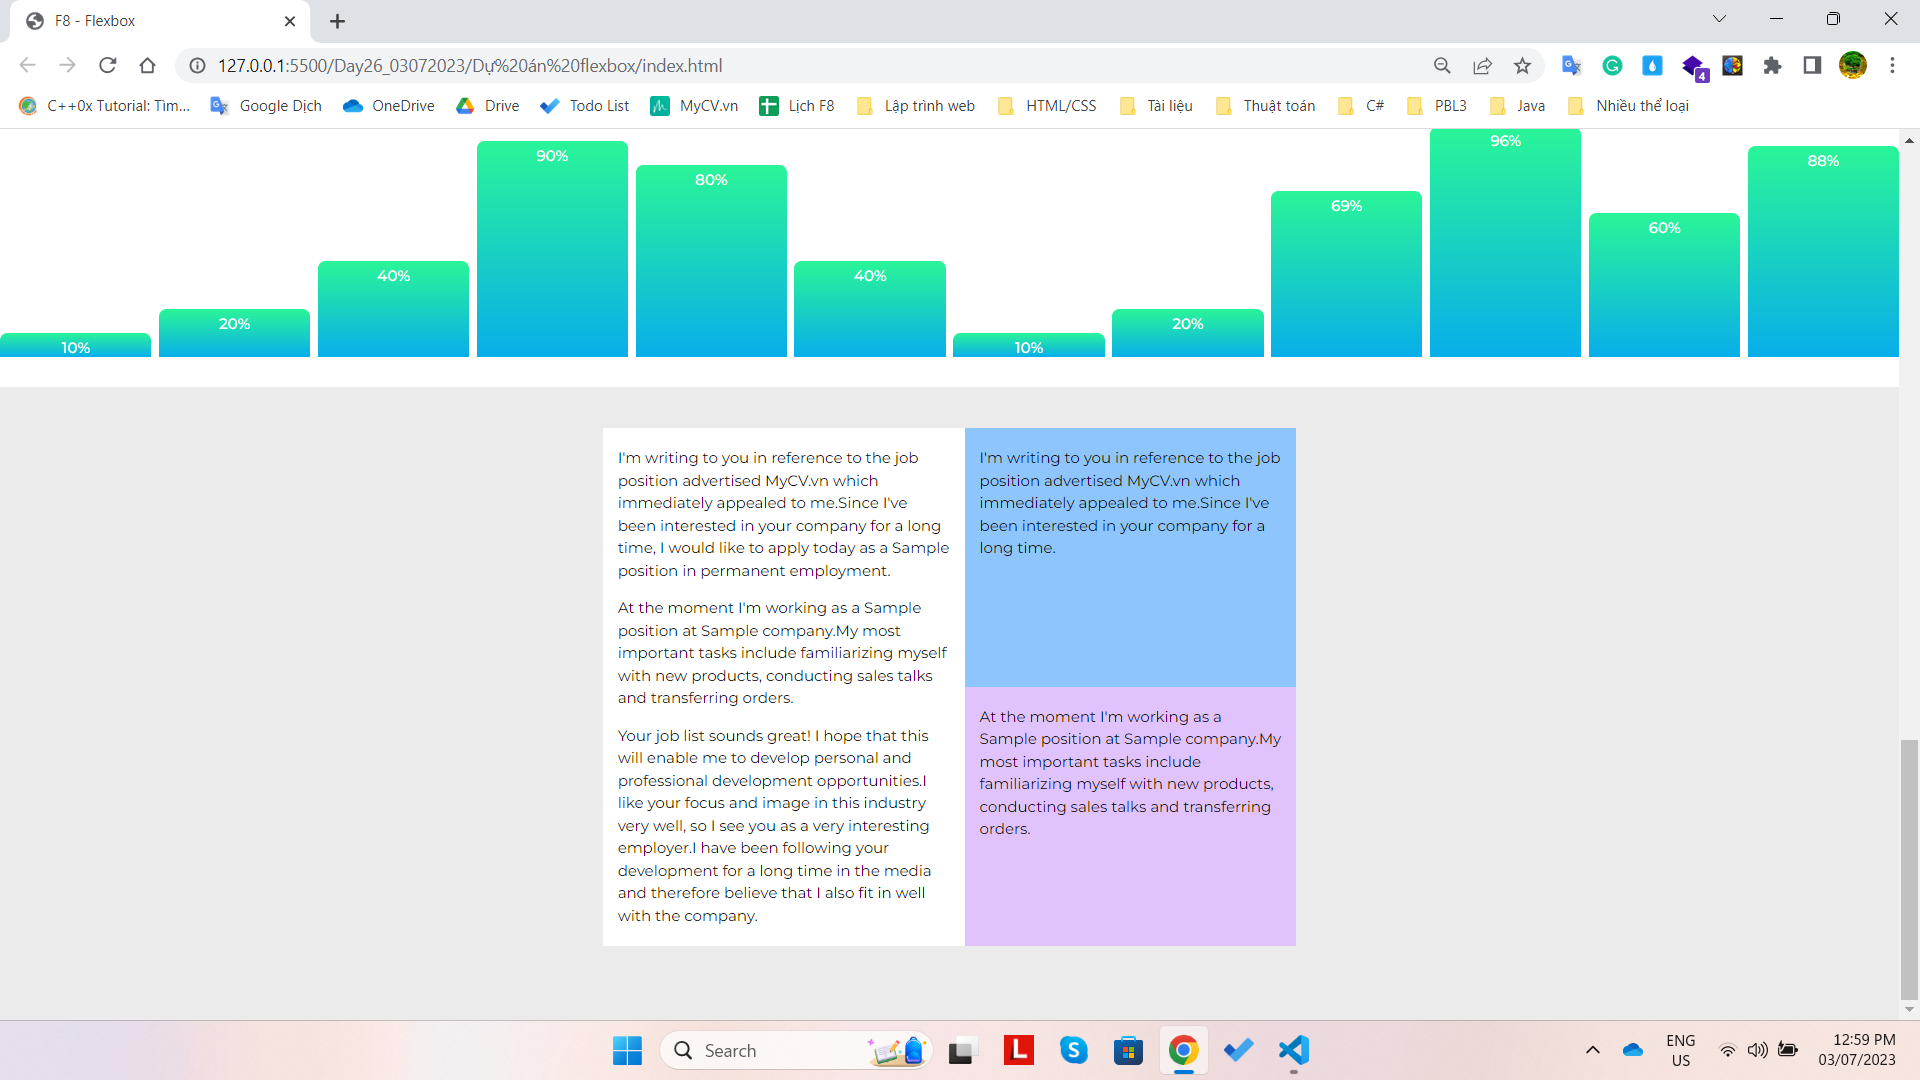 F8 - Flexbox
127.0.0.1:5500/Day26_03072023/Dự%20án%20flexbox/index.html
4
C++0x Tutorial: Tìm...
Google Dịch
OneDrive
Drive
Todo List
MyCV.vn
Lịch F8
Lập trình web
HTML/CSS
Tài liệu
Thuật toán
C#
PBL3
Java
Nhiều thể loại
10%
20%
40%
90%
80%
40%
10%
20%
69%
96%
60%
88%
I'm writing to you in reference to the job
position advertised MyCV.vn which
immediately appealed to me.Since I've
been interested in your company for a long
time, I would like to apply today as a Sample
position in permanent employment.
At the moment I'm working as a Sample
position at Sample company.My most
important tasks include familiarizing myself
with new products, conducting sales talks
and transferring orders.
Your job list sounds great! I hope that this
will enable me to develop personal and
professional development opportunities.I
like your focus and image in this industry
very well, so I see you as a very interesting
employer.I have been following your
development for a long time in the media
and therefore believe that I also fit in well
with the company.
I'm writing to you in reference to the job
position advertised MyCV.vn which
immediately appealed to me.Since I've
been interested in your company for a
long time.
At the moment I'm working as a
Sample position at Sample company.My
most important tasks include
familiarizing myself with new products,
conducting sales talks and transferring
orders.
Search
L
S
ENG
US
12:59 PM
03/07/2023